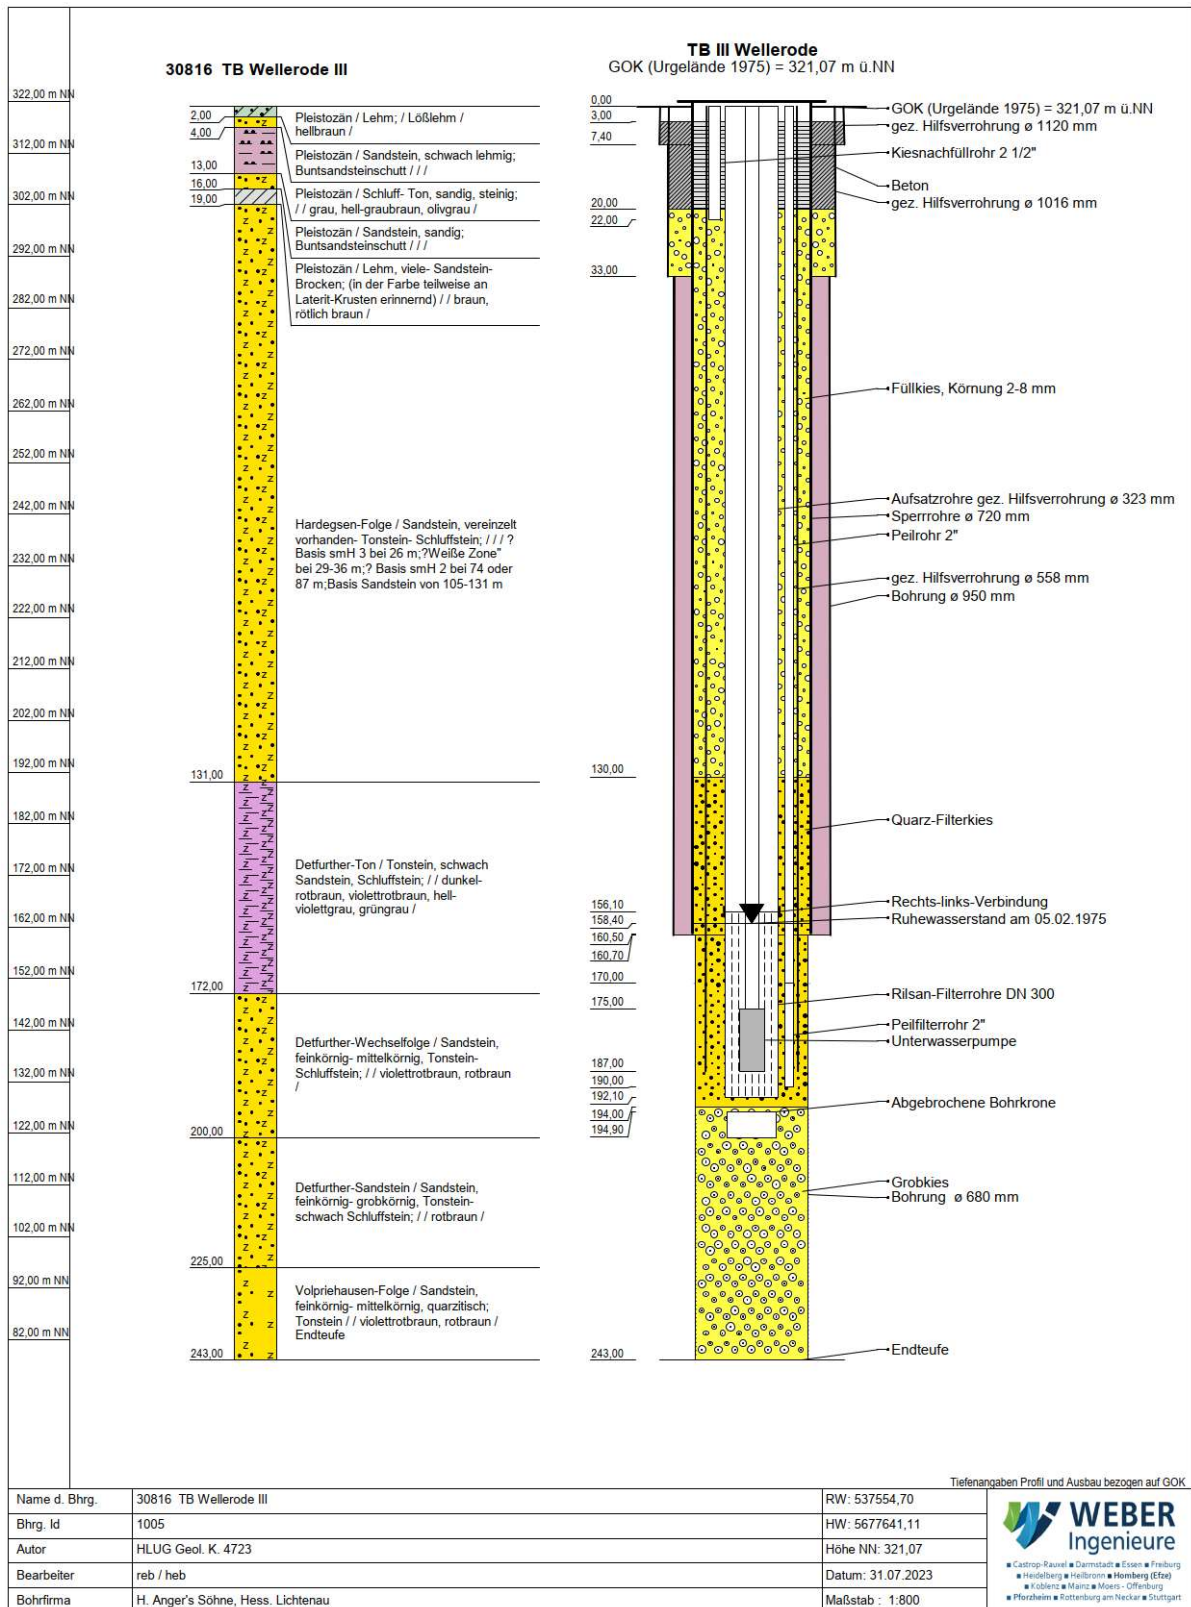 30816 TB Wellerode III
TB III Wellerode
GOK (Urgelände 1975) = 321,07 m ü.NN
322,00 m NN
312,00 m NN
302,00 m NN
292,00 m NN
282,00 m NN
272,00 m NN
262,00 m NN
252,00 m NN
242,00 m NN
232,00 m NN
222,00 m NN
212,00 m NN
202,00 m NN
192,00 m NN
182,00 m NN
172,00 m NN
162,00 m NN
152,00 m NN
142,00 m NN
132,00 m NN
122,00 m NN
112,00 m NN
102,00 m NN
92,00 m NN
82,00 m NN
2,00
4,00
13,00
16,00
19,00
131,00
172,00
200,00
225,00
243,00
Pleistozän / Lehm; / Lößlehm /
hellbraun /
Pleistozän / Sandstein, schwach lehmig;
Buntsandsteinschutt / / /
Pleistozän / Schluff- Ton, sandig, steinig;
/ / grau, hell-graubraun, olivgrau /
Pleistozän / Sandstein, sandig;
Buntsandsteinschutt / / /
Pleistozän / Lehm, viele- Sandstein-
Brocken; (in der Farbe teilweise an
Laterit-Krusten erinnernd) / / braun,
rötlich braun /
Hardegsen-Folge / Sandstein, vereinzelt
vorhanden- Tonstein- Schluffstein; / / / ?
Basis smH 3 bei 26 m;?Weiße Zone"
bei 29-36 m;? Basis smH 2 bei 74 oder
87 m;Basis Sandstein von 105-131 m
Detfurther-Ton / Tonstein, schwach
Sandstein, Schluffstein; / / dunkel-
rotbraun, violettrotbraun, hell-
violettgrau, grüngrau /
Detfurther-Wechselfolge / Sandstein,
feinkörnig- mittelkörnig, Tonstein-
Schluffstein; / / violettrotbraun, rotbraun
/
Detfurther-Sandstein / Sandstein,
feinkörnig- grobkörnig, Tonstein-
schwach Schluffstein; / / rotbraun /
Volpriehausen-Folge / Sandstein,
feinkörnig- mittelkörnig, quarzitisch;
Tonstein / / violettrotbraun, rotbraun /
Endteufe
0,00
3,00
7,40
20,00
22,00
33,00
130,00
156,10
158,40
160,50
160,70
170,00
175,00
187,00
190,00
192,10
194,00
194,90
243,00
GOK (Urgelände 1975) = 321,07 m ü.NN
gez. Hilfsverrohrung ø 1120 mm
Kiesnachfüllrohr 2 1/2"
Beton
gez. Hilfsverrohrung ø 1016 mm
Füllkies, Körnung 2-8 mm
Aufsatzrohre gez. Hilfsverrohrung ø 323 mm
Sperrrohre ø 720 mm
Peilrohr 2"
gez. Hilfsverrohrung ø 558 mm
Bohrung ø 950 mm
Quarz-Filterkies
Rechts-links-Verbindung
Ruhewasserstand am 05.02.1975
Rilsan-Filterrohre DN 300
Peilfilterrohr 2"
Unterwasserpumpe
Abgebrochene Bohrkrone
Grobkies
Bohrung ø 680 mm
Endteufe
Tiefenangaben Profil und Ausbau bezogen auf GOK
Name d. Bhrg. 30816 TB Wellerode III RW: 537554,70
Bhrg. Id 1005 HW: 5677641,11
Autor HLUG Geol. K. 4723 Höhe NN: 321,07
Bearbeiter reb / heb Datum: 31.07.2023
Bohrfirma H. Anger's Söhne, Hess. Lichtenau Maßstab : 1:800
WEBER
Ingenieure
■ Castrop-Rauxel ■ Darmstadt ■ Essen ■ Freiburg
■ Heidelberg ■ Heilbronn ■ Homberg (Efze)
■ Koblenz ■ Mainz ■ Moers - Offenburg
■ Pforzheim ■ Rottenburg am Neckar ■ Stuttgart